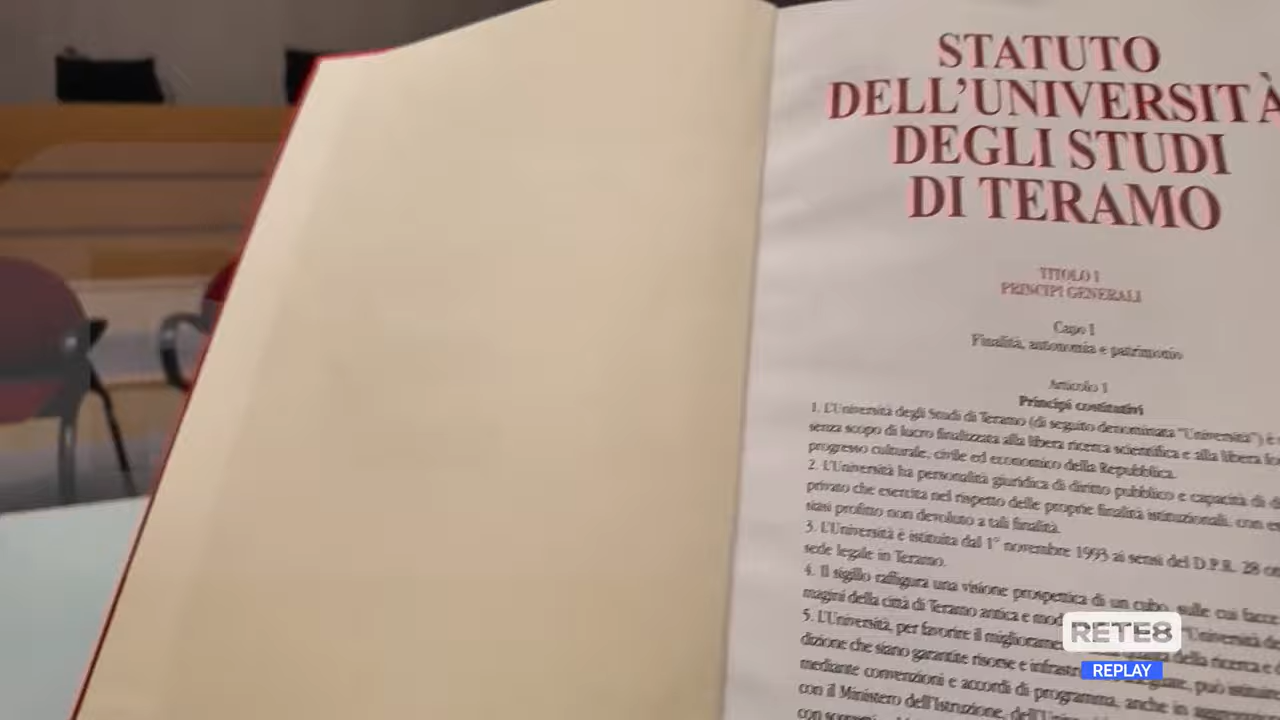 STATUTO
DELL'UNIVERSITÀ
DEGLI STUDI
DI TERAMO
TITOLO I
PRINCIPI GENERALI
Capo I
Finalità, autonomia e patrimonio
Articolo 1
Principi costitutivi
1. L'Università degli Studi di Teramo (di seguito denominata "Università") è
senza scopo di lucro finalizzata alla libera ricerca scientifica e alla libera
progresso culturale, civile ed economico della Repubblica.
2. L'Università ha personalità giuridica di diritto pubblico e capacità di
privato che esercita nel rispetto delle proprie finalità istituzionali, con
siasi profitto non devoluto a tali finalità.
3. L'Università è istituita dal 1° novembre 1993 ai sensi del D.P.R. 28
sede legale in Teramo.
4. Il sigillo raffigura una visione prospettica di un cubo, sulle cui facce
magini della città di Teramo antica e "Università
5. L'Università, per favorire il della ricerca e
dizione che siano garantite risorse e può
mediante convenzioni e accordi di programma, anche in
con il Ministero dell'Istruzione,
RETE8
REPLAY